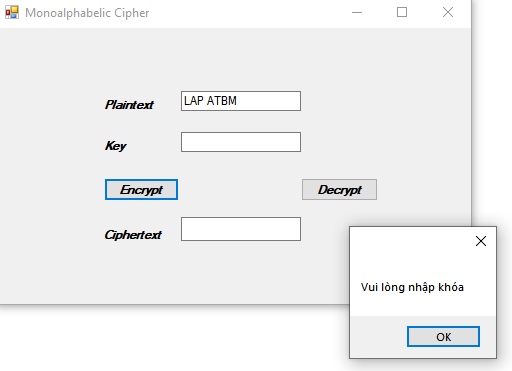 Monoalphabelic Cipher
Plaintext
LAP ATBM
Key
Encrypt
Decrypt
Ciphertext
Vui lòng nhập khóa
OK